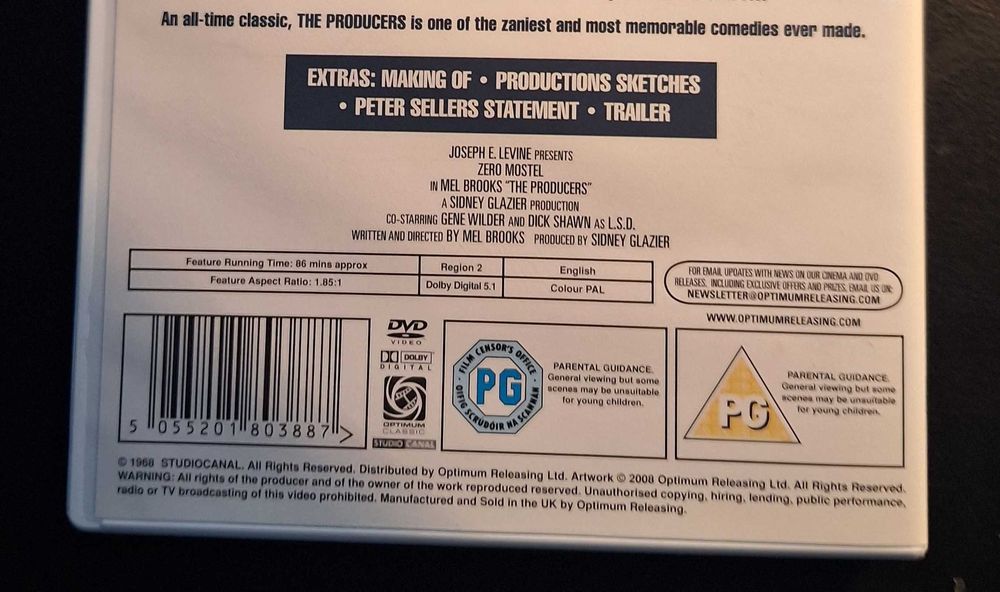 An all-time classic, THE PRODUCERS is one of the zaniest and most memorable comedies ever made.
EXTRAS: MAKING OF • PRODUCTIONS SKETCHES
• PETER SELLERS STATEMENT • TRAILER
JOSEPH E. LEVINE PRESENTS
ZERO MOSTEL
IN MEL BROOKS "THE PRODUCERS"
A SIDNEY GLAZIER PRODUCTION
CO-STARRING GENE WILDER AND DICK SHAWN AS L.S.D.
WRITTEN AND DIRECTED BY MEL BROOKS PRODUCED BY SIDNEY GLAZIER
Feature Running Time: 86 mins approx
Region 2
English
Feature Aspect Ratio: 1.85:1
Dolby Digital 5.1
Colour PAL
FOR EMAIL UPDATES WITH NEWS ON OUR CINEMA AND DVD
RELEASES, INCLUDING EXCLUSIVE OFFERS AND PRIZES, EMAIL US ON:
NEWSLETTER@OPTIMUMRELEASING.COM
WWW.OPTIMUMRELEASING.COM
5 055201 803887 >
DVD
VIDEO
DOLBY
DIGITAL
OPTIMUM
CLASSIC
STUDIO CANAL
FILM CENSOR'S OFFICE
PG
OIFIG SCRÚDÓIR NA SCANNÁN
PARENTAL GUIDANCE.
General viewing but some
scenes may be unsuitable
for young children.
PG
PARENTAL GUIDANCE.
General viewing but some
scenes may be unsuitable
for young children.
© 1968 STUDIOCANAL. All Rights Reserved. Distributed by Optimum Releasing Ltd. Artwork © 2008 Optimum Releasing Ltd. All Rights Reserved.
WARNING: All rights of the producer and of the owner of the work reproduced reserved. Unauthorised copying, hiring, lending, public performance,
radio or TV broadcasting of this video prohibited. Manufactured and Sold in the UK by Optimum Releasing.